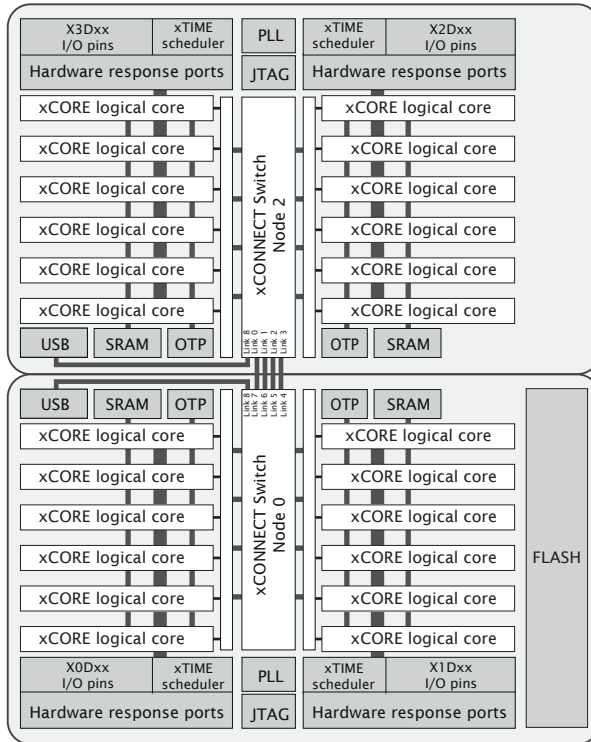 X3Dxx
I/O pins
xTIME
scheduler
PLL
xTIME
scheduler
X2Dxx
I/O pins
Hardware response ports
JTAG
Hardware response ports
xCORE logical core
xCORE logical core
xCORE logical core
xCORE logical core
xCORE logical core
xCORE logical core
xCONNECT Switch
Node 2
xCORE logical core
xCORE logical core
xCORE logical core
xCORE logical core
xCORE logical core
xCORE logical core
USB
SRAM
OTP
Link 8
Link 0
Link 1
Link 2
Link 3
OTP
SRAM
USB
SRAM
OTP
Link 8
Link 7
Link 6
Link 5
Link 4
OTP
SRAM
xCORE logical core
xCORE logical core
xCORE logical core
xCORE logical core
xCORE logical core
xCORE logical core
xCONNECT Switch
Node 0
xCORE logical core
xCORE logical core
xCORE logical core
xCORE logical core
xCORE logical core
xCORE logical core
FLASH
X0Dxx
I/O pins
xTIME
scheduler
PLL
xTIME
scheduler
X1Dxx
I/O pins
Hardware response ports
JTAG
Hardware response ports